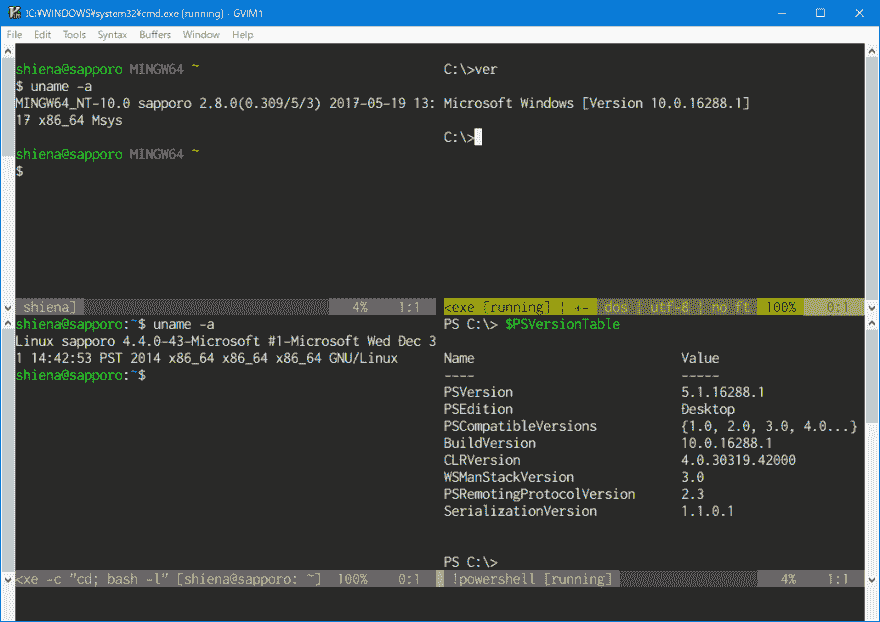 !C:¥WINDOWS¥system32¥cmd.exe [running] - GVIM1
File Edit Tools Syntax Buffers Window Help
shiena@sapporo MINGW64 ~
$ uname -a
MINGW64_NT-10.0 sapporo 2.8.0(0.309/5/3) 2017-05-19 13:
17 x86_64 Msys
shiena@sapporo MINGW64 ~
$
C:\>ver
Microsoft Windows [Version 10.0.16288.1]
C:\>
shiena] 4% 1:1
<exe [running] ¦ +- dos ¦ utf-8 ¦ no ft 100% 0:1
shiena@sapporo:~$ uname -a
Linux sapporo 4.4.0-43-Microsoft #1-Microsoft Wed Dec 3
1 14:42:53 PST 2014 x86_64 x86_64 x86_64 GNU/Linux
shiena@sapporo:~$
PS C:\> $PSVersionTable
Name Value
---- -----
PSVersion 5.1.16288.1
PSEdition Desktop
PSCompatibleVersions {1.0, 2.0, 3.0, 4.0...}
BuildVersion 10.0.16288.1
CLRVersion 4.0.30319.42000
WSManStackVersion 3.0
PSRemotingProtocolVersion 2.3
SerializationVersion 1.1.0.1
PS C:\>
<xe -c "cd; bash -l" [shiena@sapporo: ~] 100% 0:1
!powershell [running] 4% 1:1